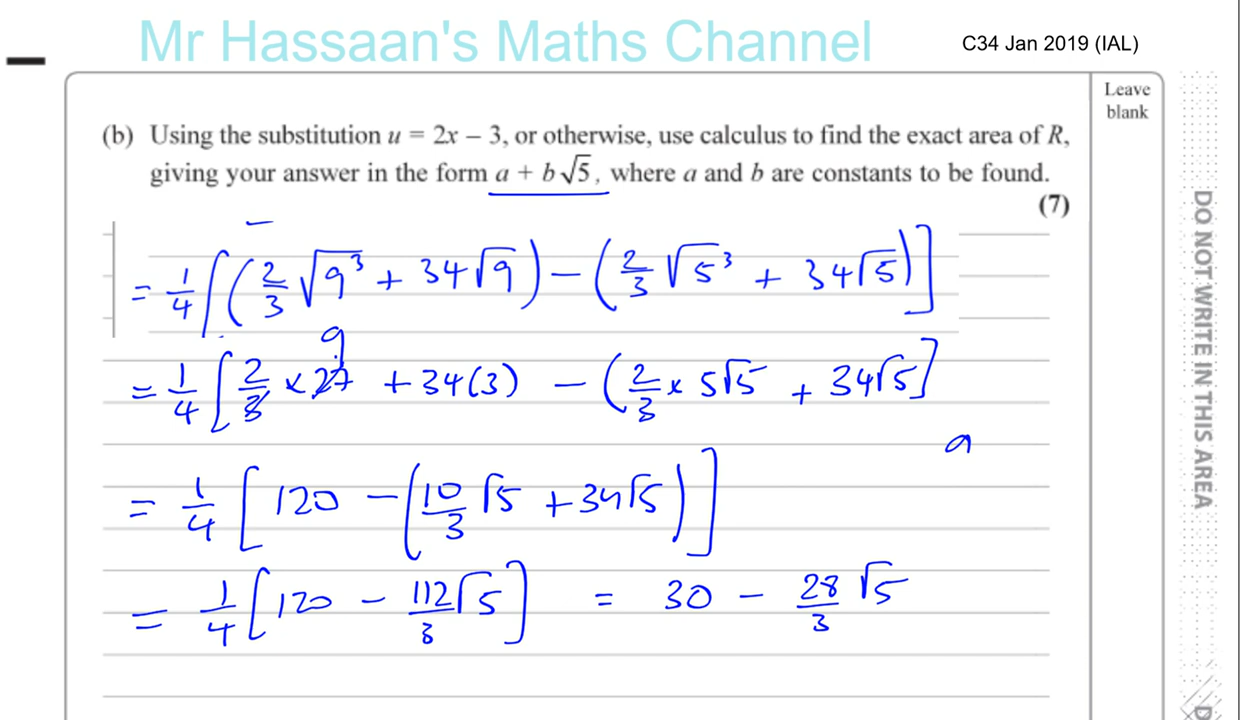 Mr Hassaan's Maths Channel
C34 Jan 2019 (IAL)
Leave
blank
(b) Using the substitution u = 2x – 3, or otherwise, use calculus to find the exact area of R,
giving your answer in the form a + b√5, where a and b are constants to be found.
(7)
= 1/4 [(2/3 √9³ + 34√9) − (2/3 √5³ + 34√5)]
= 1/4 [2/3 × 27 9 + 34(3) − (2/3 × 5√5 + 34√5]
a
= 1/4 [120 − (10/3 √5 + 34√5)]
= 1/4 [120 − 112/3 √5] = 30 − 28/3 √5
DO NOT WRITE IN THIS AREA
D